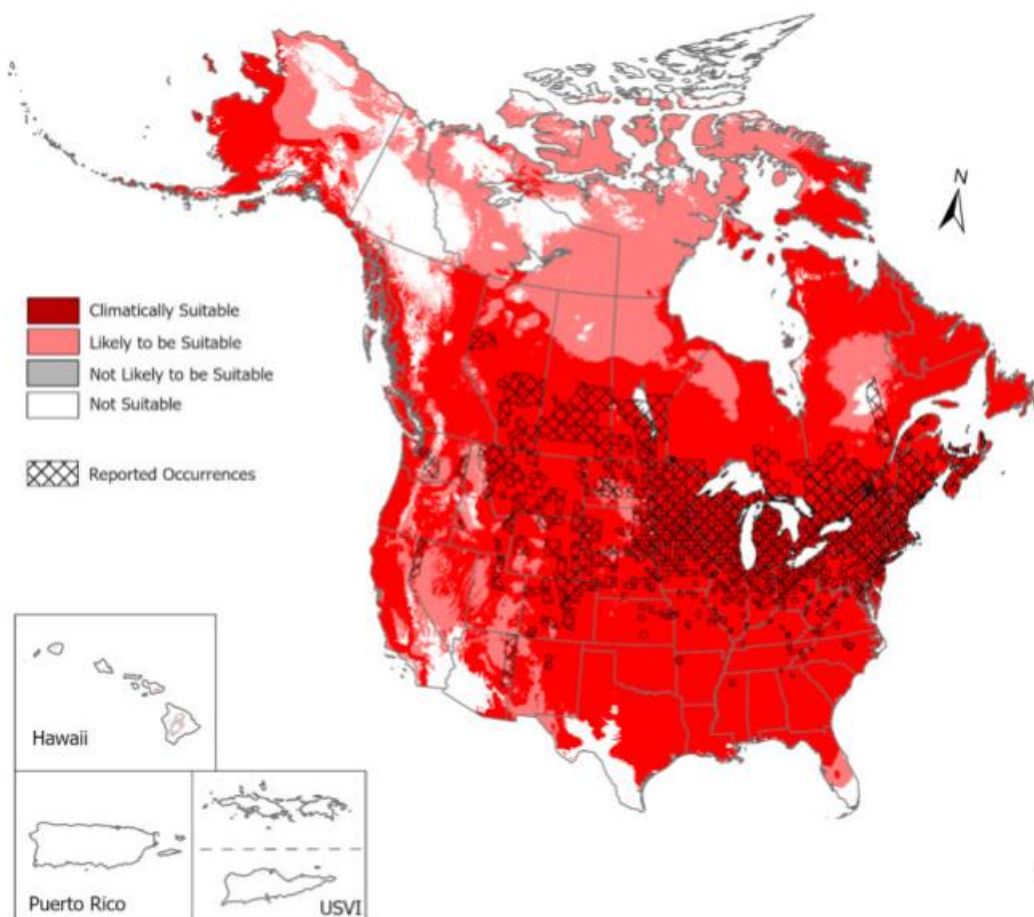 N
Climatically Suitable
Likely to be Suitable
Not Likely to be Suitable
Not Suitable
Reported Occurrences
Hawaii
Puerto Rico
USVI